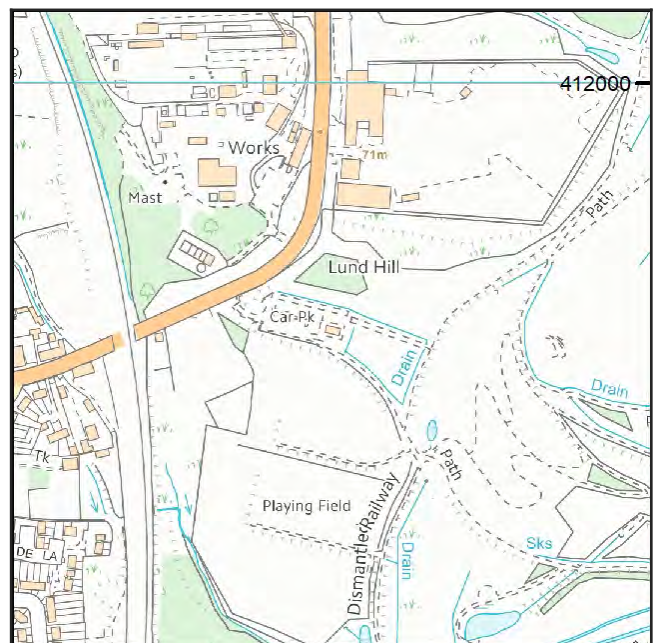 412000
Works
71m
Mast
Path
Lund Hill
Car Pk
Drain
Drain
Tk
Path
Playing Field
Dismantled Railway
Drain
DE LA
Sks